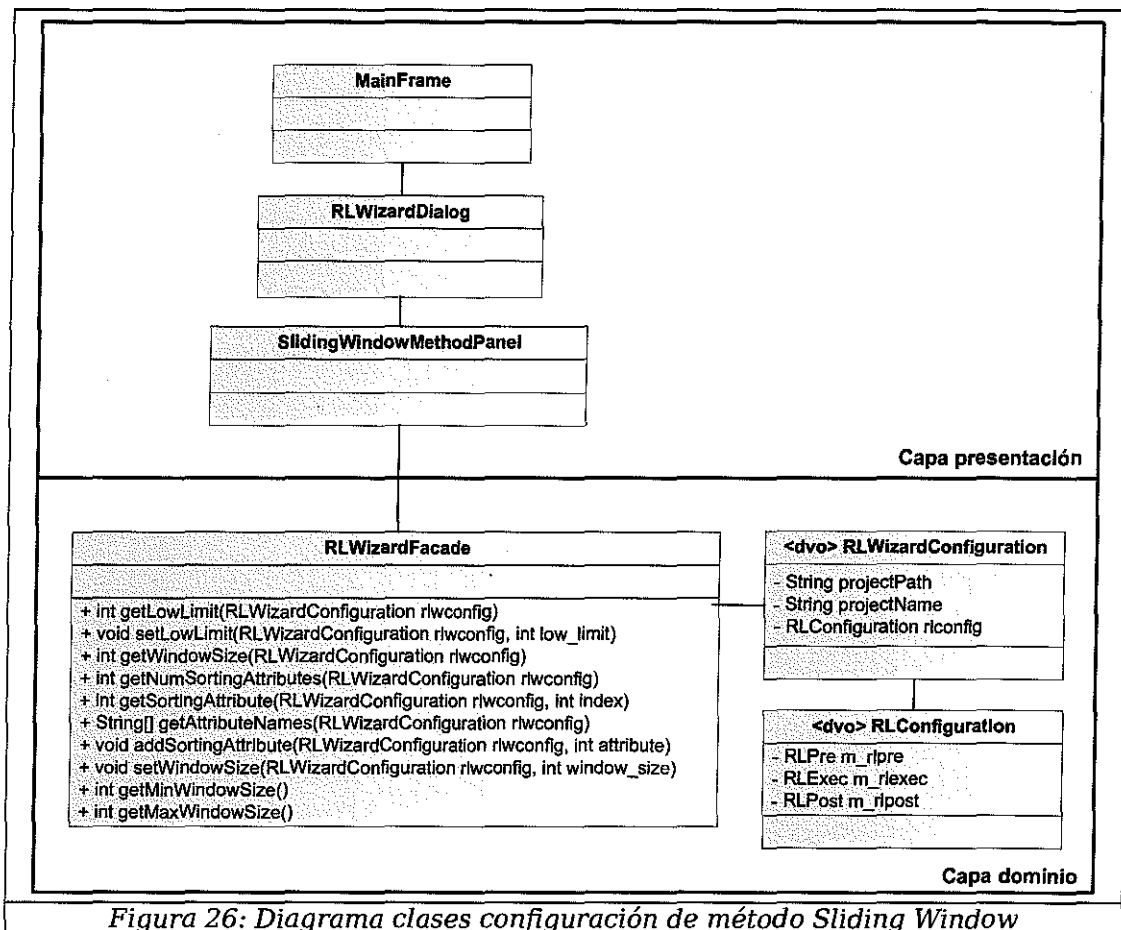 MainFrame
RLWizardDialog
SlidingWindowMethodPanel
Capa presentación
RLWizardFacade
+ int getLowLimit(RLWizardConfiguration rlwconfig)
+ void setLowLimit(RLWizardConfiguration rlwconfig, int low_limit)
+ int getWindowSize(RLWizardConfiguration rlwconfig)
+ int getNumSortingAttributes(RLWizardConfiguration rlwconfig)
+ int getSortingAttribute(RLWizardConfiguration rlwconfig, int index)
+ String[] getAttributeNames(RLWizardConfiguration rlwconfig)
+ void addSortingAttribute(RLWizardConfiguration rlwconfig, int attribute)
+ void setWindowSize(RLWizardConfiguration rlwconfig, int window_size)
+ int getMinWindowSize()
+ int getMaxWindowSize()
<dvo> RLWizardConfiguration
- String projectPath
- String projectName
- RLConfiguration rlconfig
<dvo> RLConfiguration
- RLPre m_rlpre
- RLExec m_rlexec
- RLPost m_rlpost
Capa dominio
Figura 26: Diagrama clases configuración de método Sliding Window